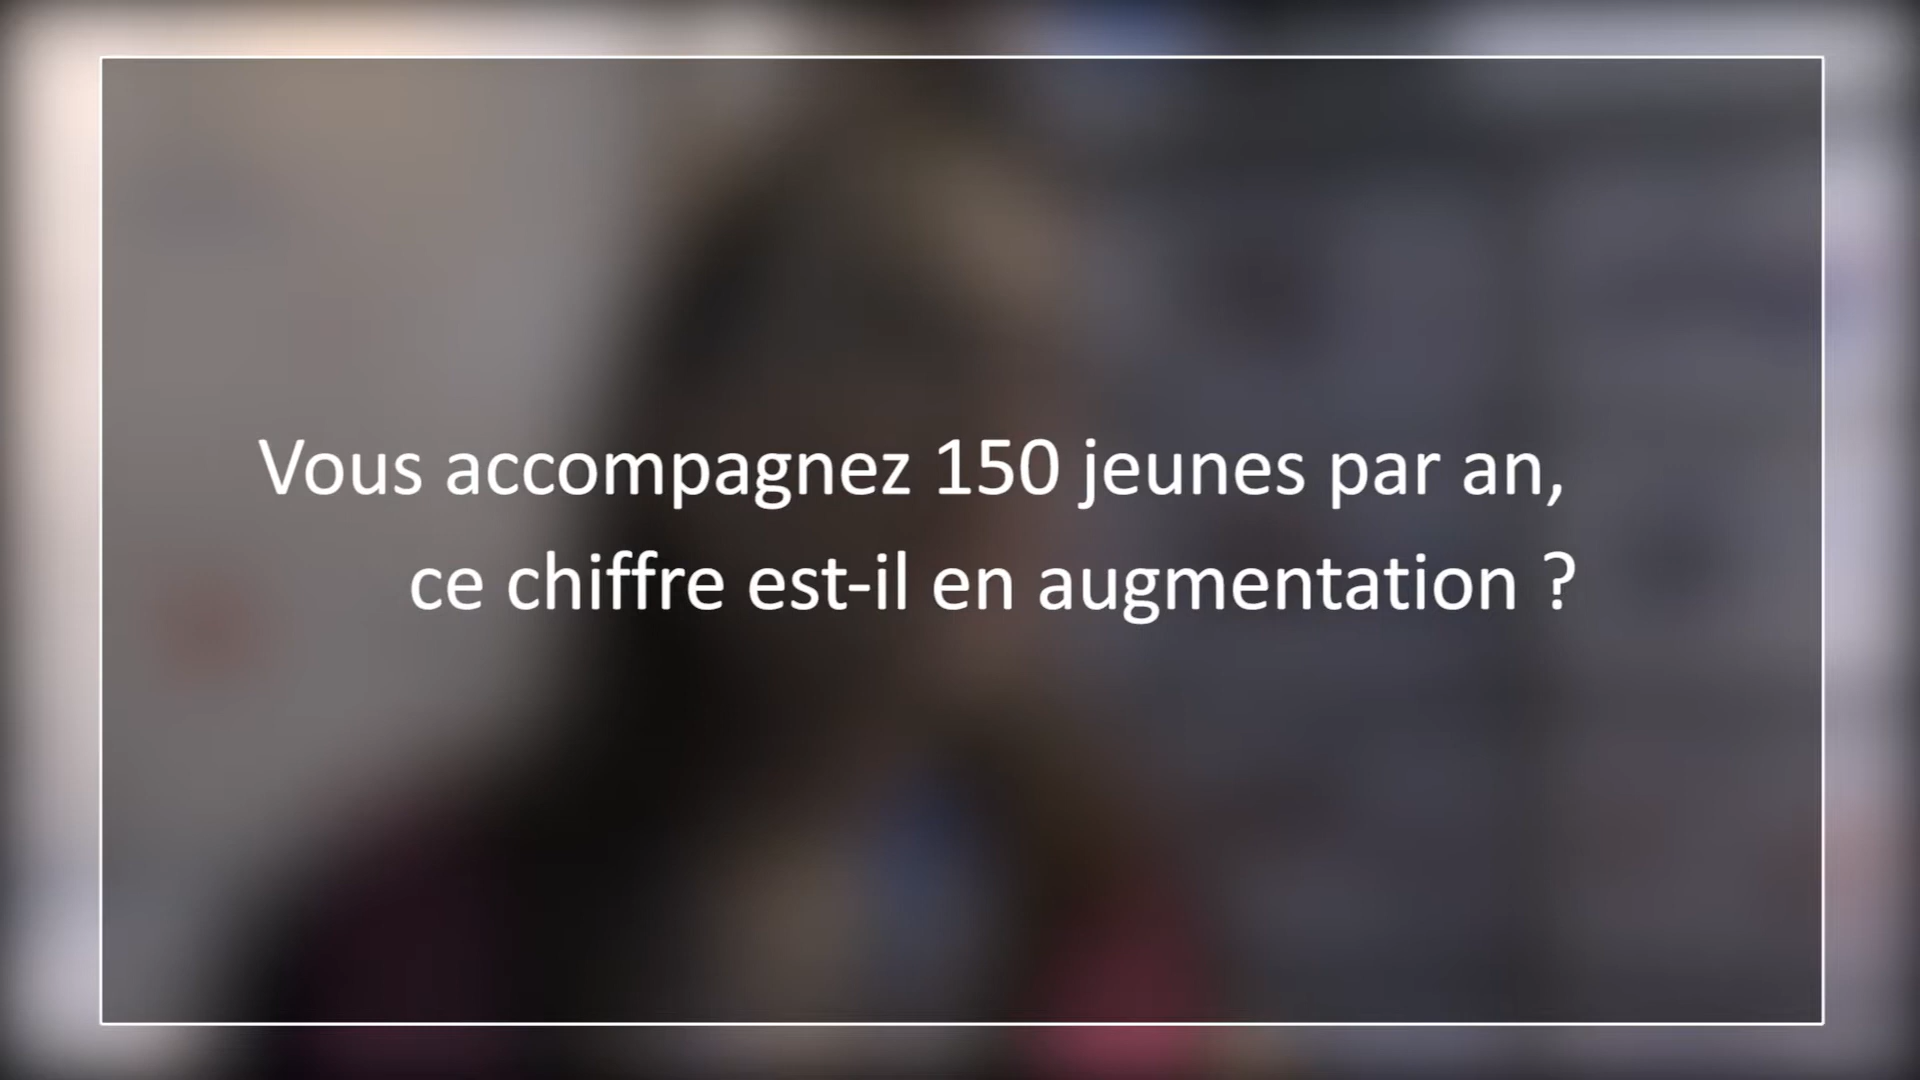 Vous accompagnez 150 jeunes par an,
ce chiffre est-il en augmentation ?